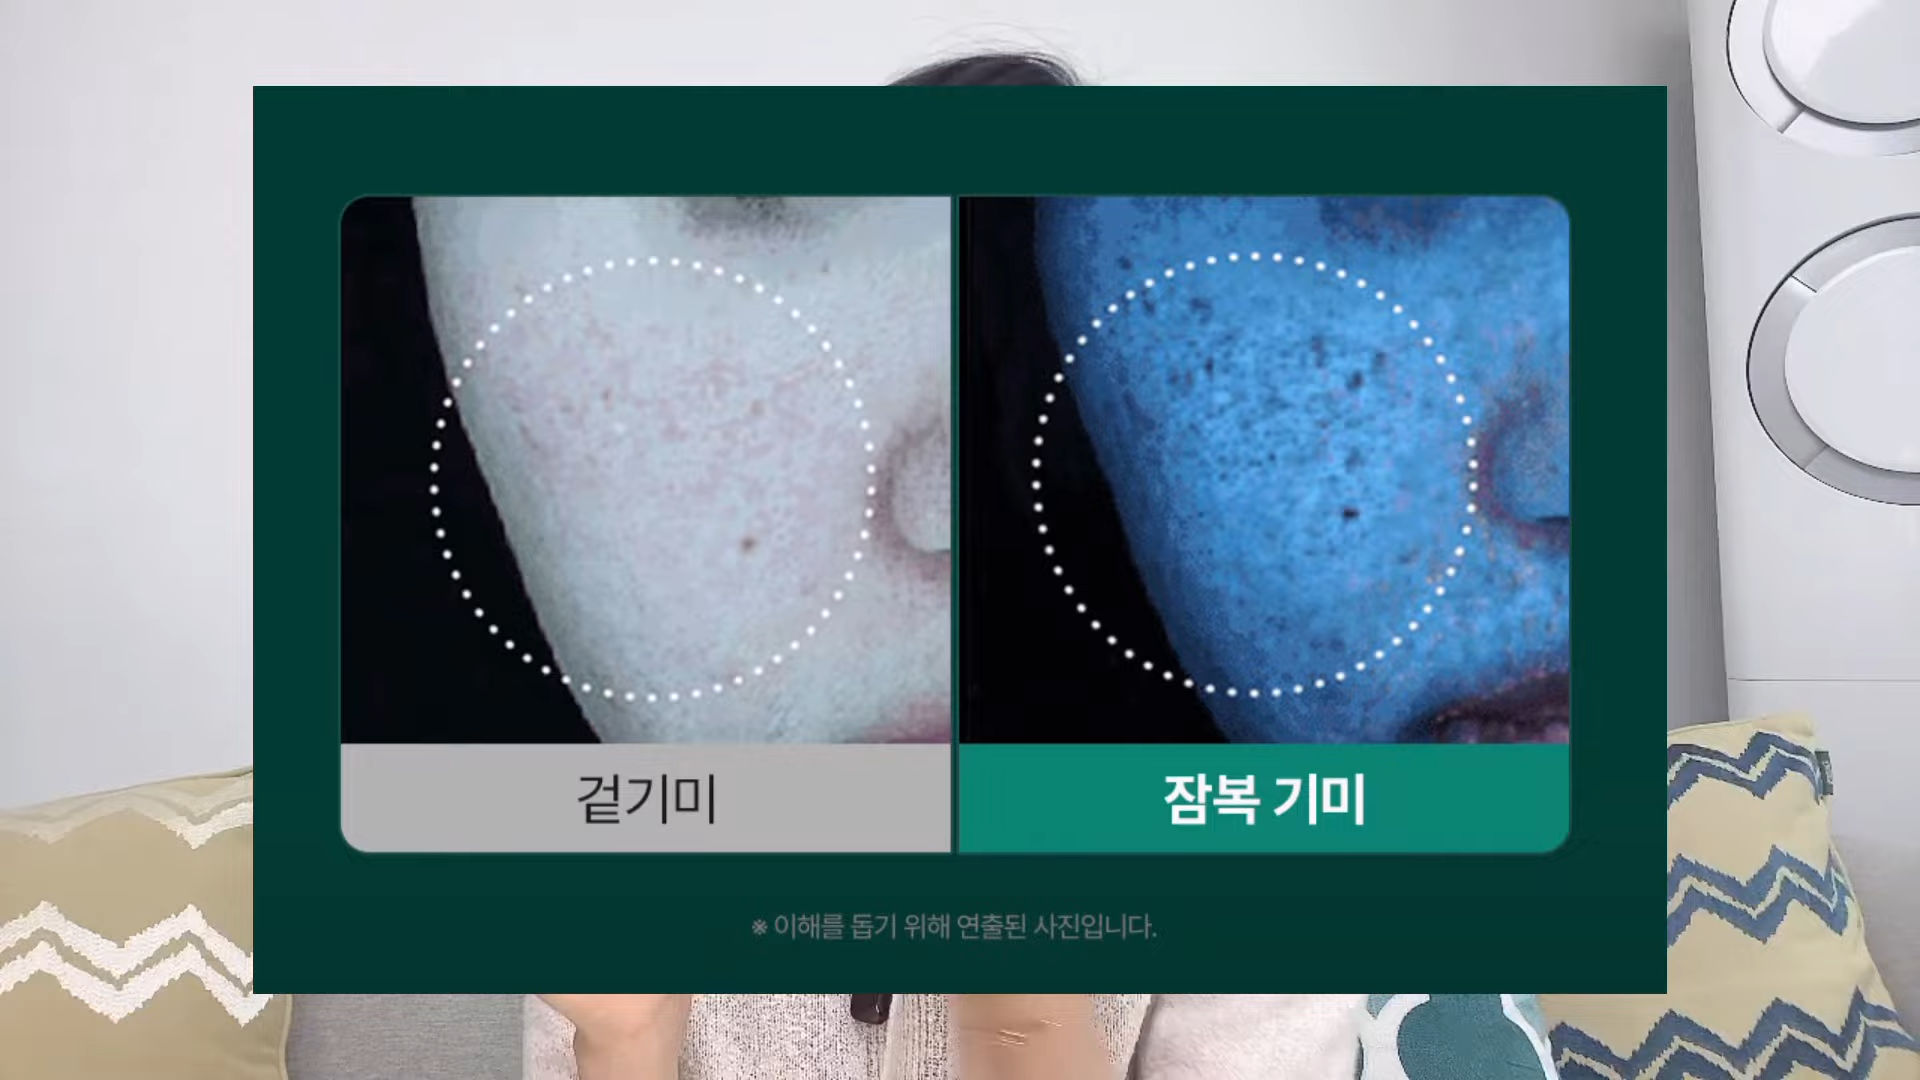 겉기미
잠복 기미
※ 이해를 돕기 위해 연출된 사진입니다.